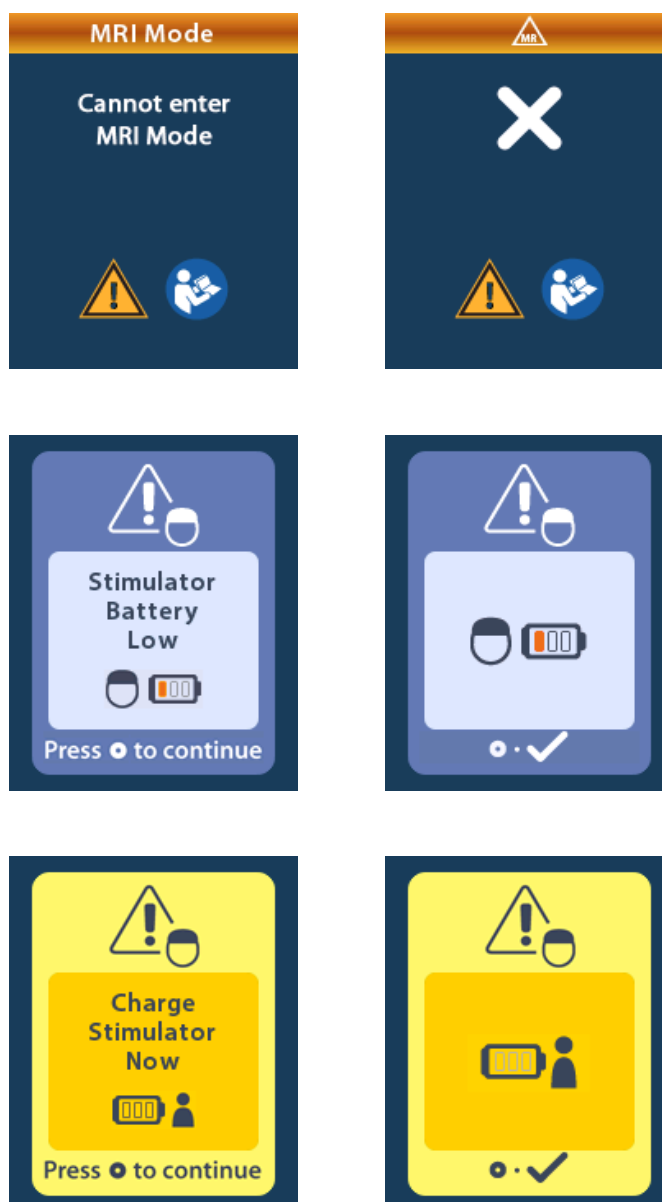 MRI Mode
MR
Cannot enter
MRI Mode
Stimulator
Battery
Low
Press to continue
Charge
Stimulator
Now
Press to continue